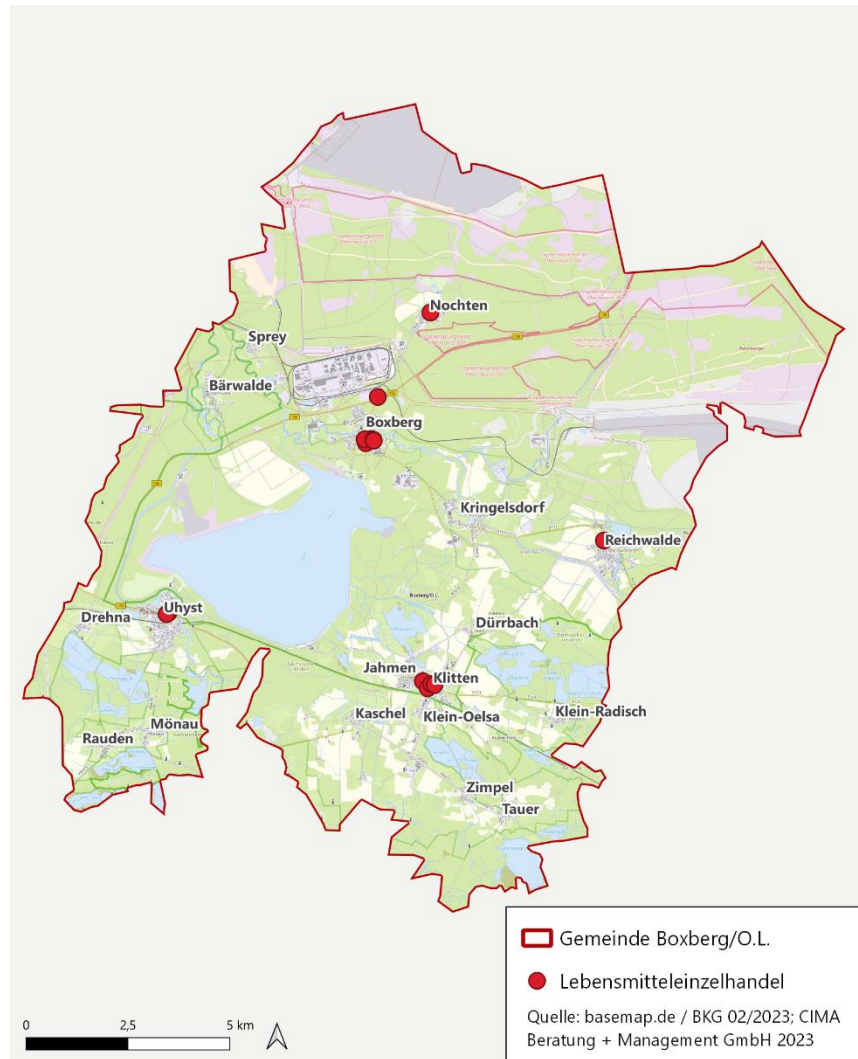 Nochten
Sprey
Bärwalde
Boxberg
Kringelsdorf
Reichwalde
Uhyst
Drehna
Boxberg/O.L.
Dürrbach
Jahmen
Klitten
Kaschel
Klein-Oelsa
Klein-Radisch
Mönau
Rauden
Zimpel
Tauer
Gemeinde Boxberg/O.L.
Lebensmitteleinzelhandel
Quelle: basemap.de / BKG 02/2023; CIMA
Beratung + Management GmbH 2023
0 2,5 5 km